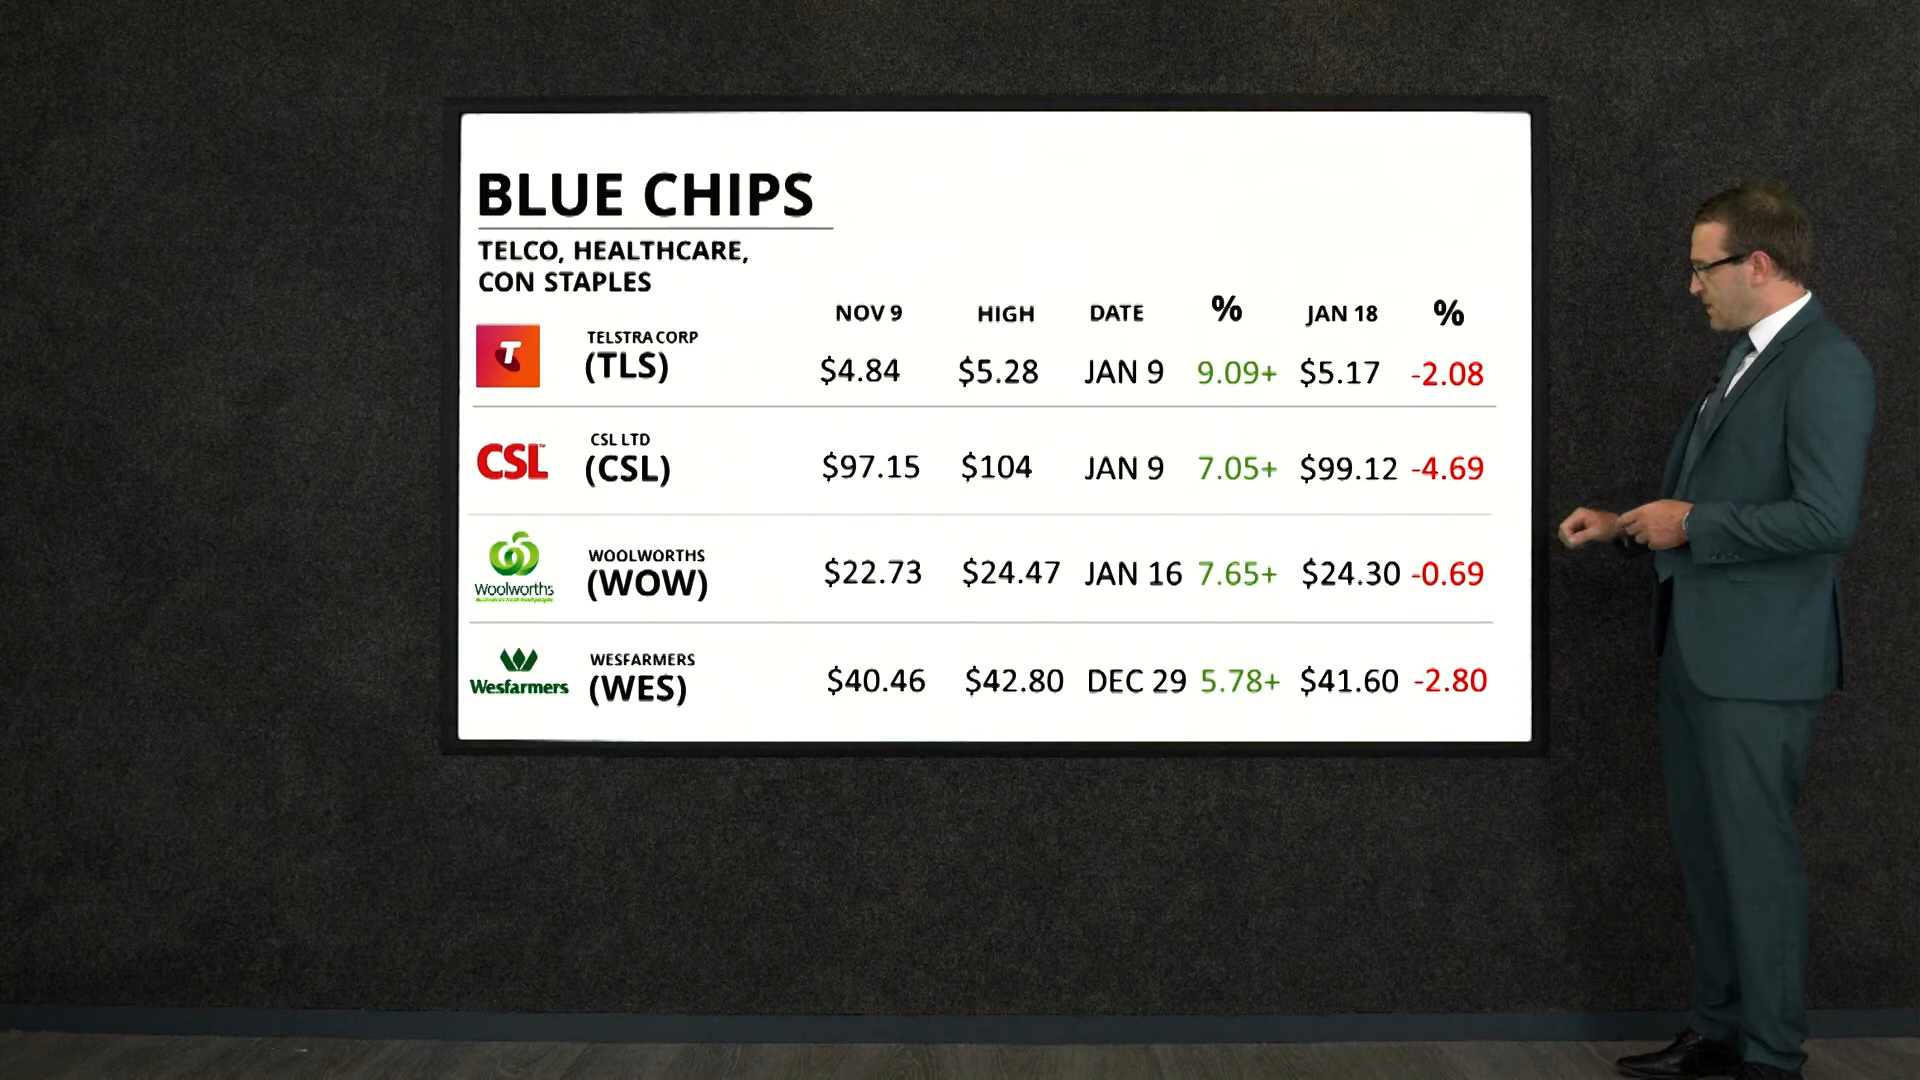 BLUE CHIPS
TELCO, HEALTHCARE,
CON STAPLES
NOV 9 HIGH DATE % JAN 18 %
T TELSTRA CORP
(TLS) $4.84 $5.28 JAN 9 9.09+ $5.17 -2.08
CSL CSL LTD
(CSL) $97.15 $104 JAN 9 7.05+ $99.12 -4.69
Woolworths WOOLWORTHS
(WOW) $22.73 $24.47 JAN 16 7.65+ $24.30 -0.69
Wesfarmers WESFARMERS
(WES) $40.46 $42.80 DEC 29 5.78+ $41.60 -2.80